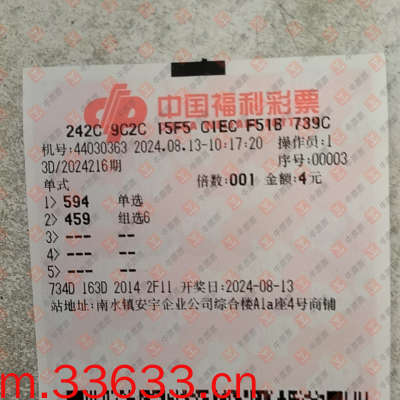 中国福利彩票
242C 9C2C 15F5 C1EC F516 739C
机号:44030363 2024.08.13-10:17:20 操作员:1
3D/2024216期 序号:00003
单式 倍数:001 金额:4元
1> 594 单选
2> 459 组选6
3> --- --
4> --- --
5> --- --
734D 163D 2014 2F11 开奖日:2024-08-13
站地址:南水镇安宇企业公司综合楼A1a座4号商铺
m.33633.cn